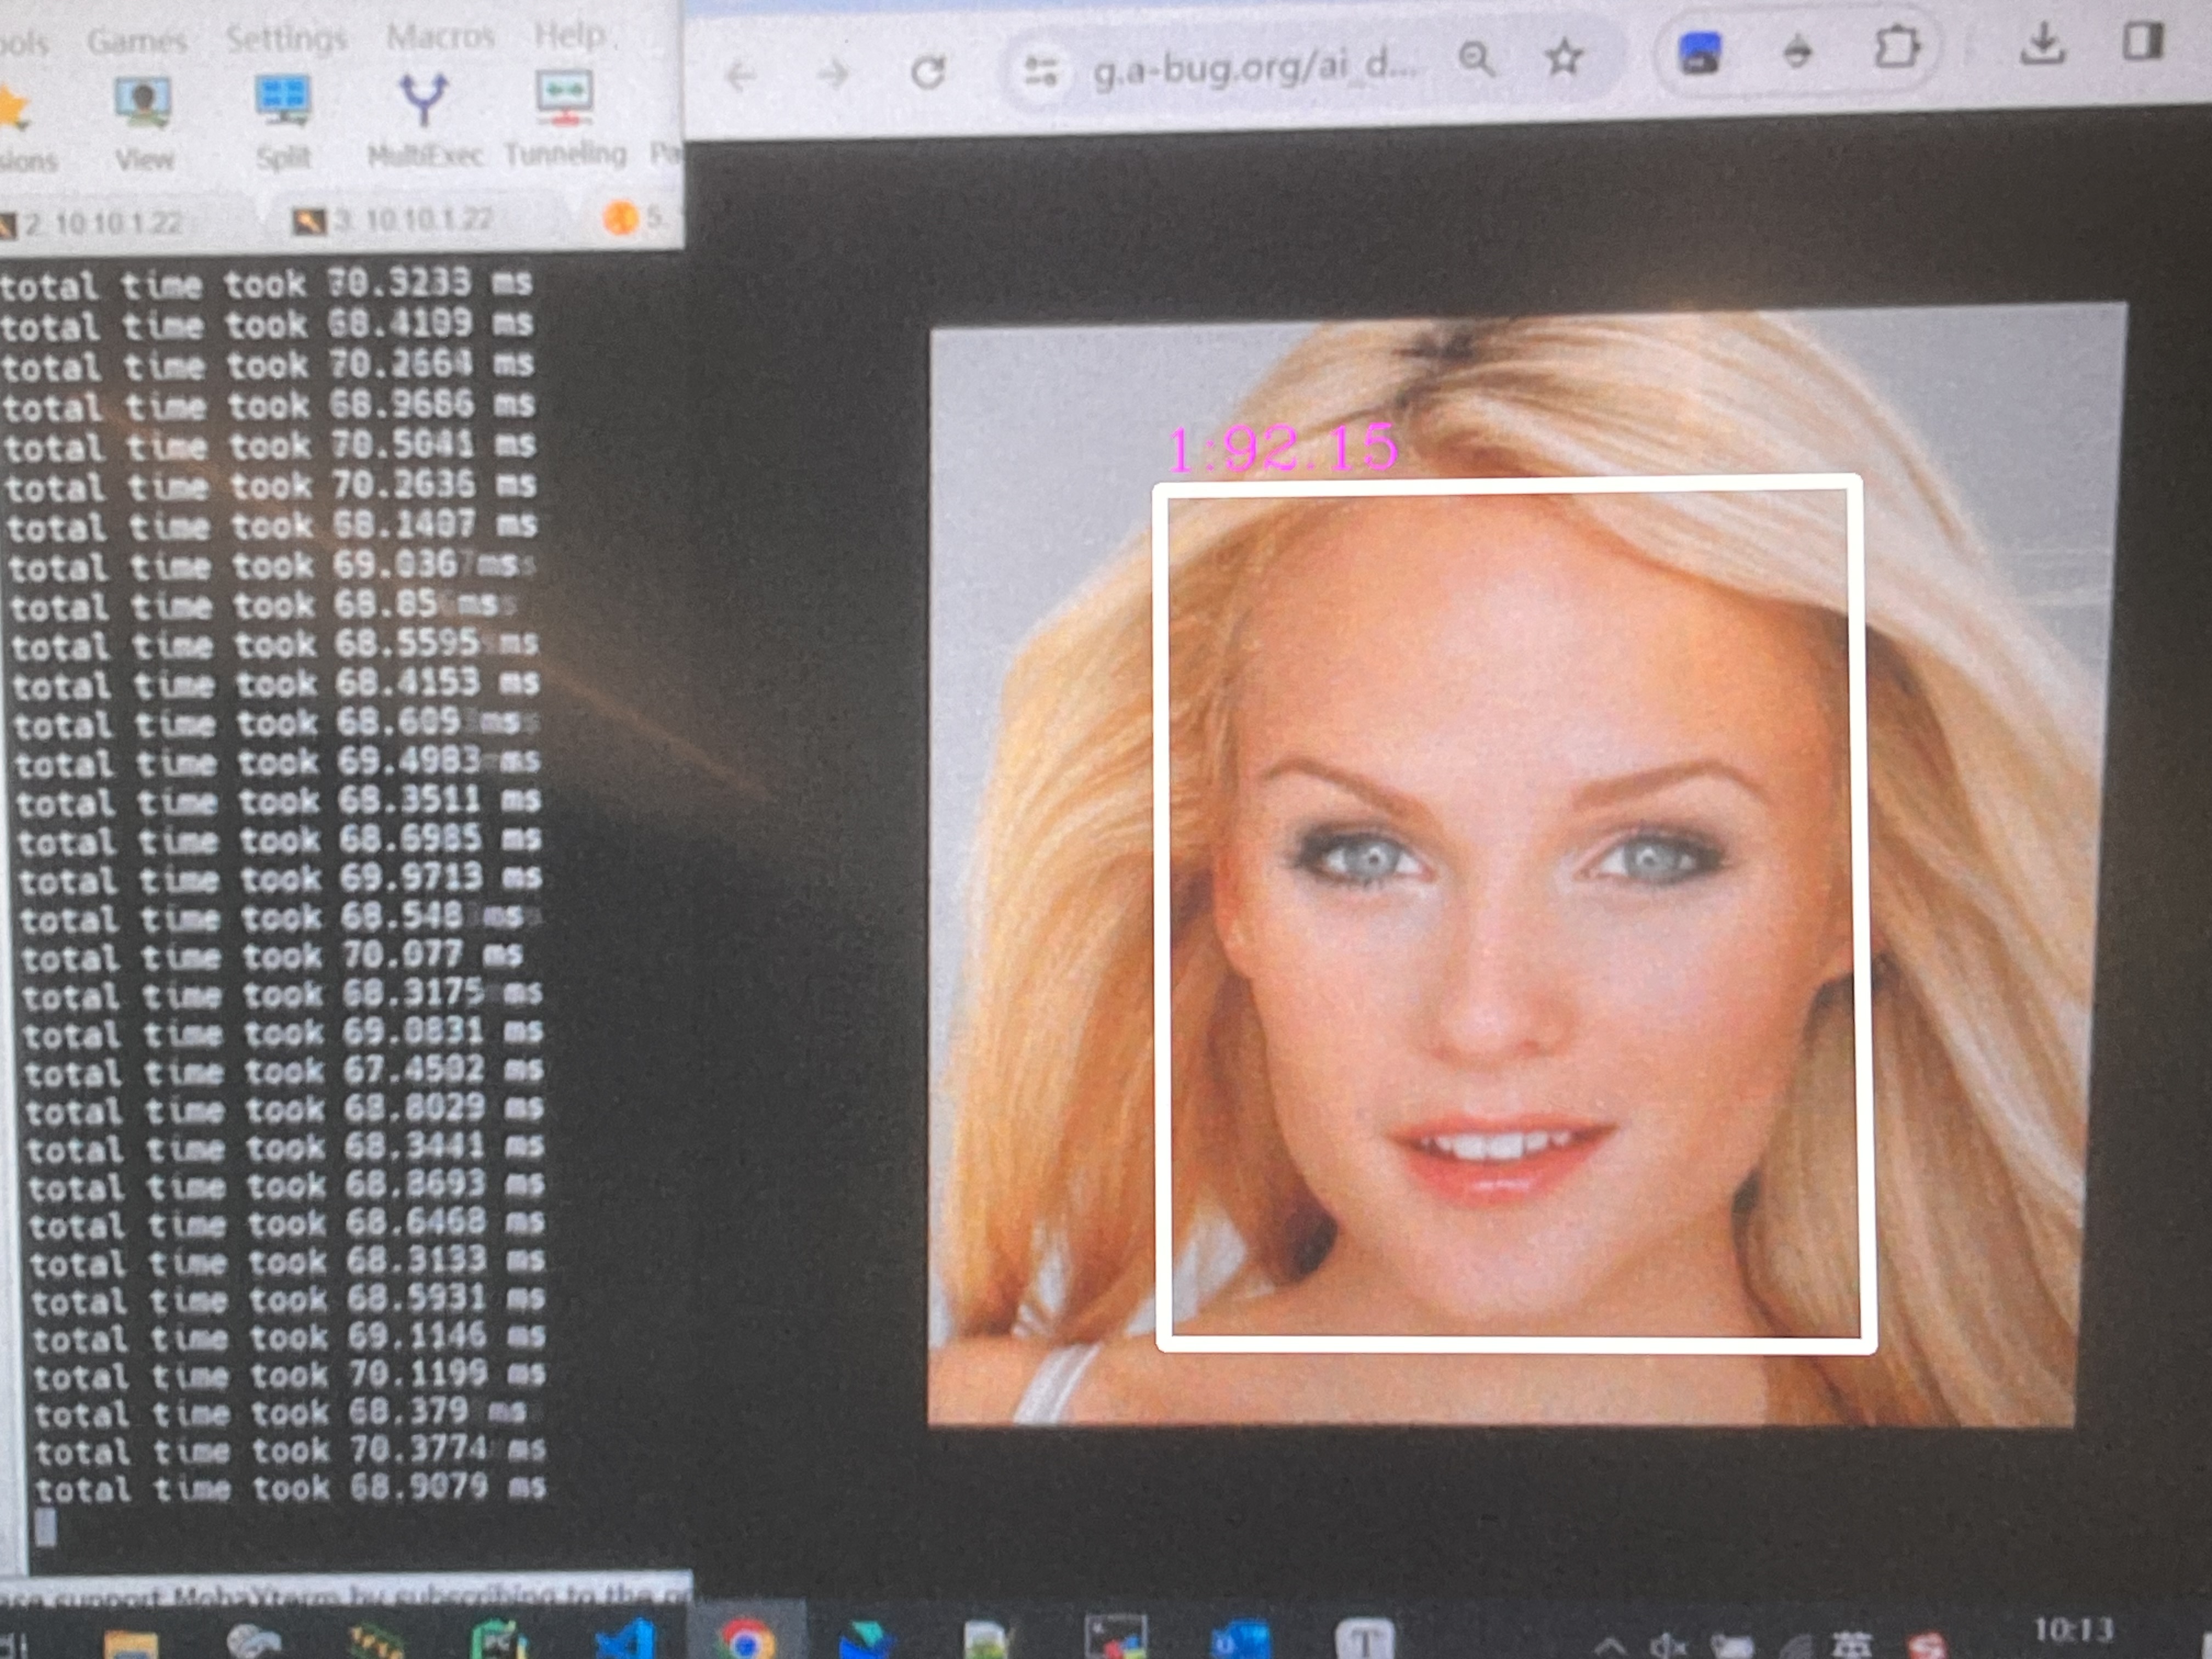 Games Settings Macros Help
View Split MultiExec Tunneling
2. 10.10.1.22 3. 10.10.1.22 5.
g.a-bug.org/ai_d...
total time took 70.3233 ms
total time took 68.4109 ms
total time took 70.2664 ms
total time took 68.9686 ms
total time took 70.5041 ms
total time took 70.2636 ms
total time took 68.1407 ms
total time took 69.036 ms
total time took 68.85 ms
total time took 68.5595 ms
total time took 68.4153 ms
total time took 68.609 ms
total time took 69.4983 ms
total time took 68.3511 ms
total time took 68.6985 ms
total time took 69.9713 ms
total time took 68.548 ms
total time took 70.077 ms
total time took 68.3175 ms
total time took 69.0831 ms
total time took 67.4502 ms
total time took 68.8029 ms
total time took 68.3441 ms
total time took 68.8693 ms
total time took 68.6468 ms
total time took 68.3133 ms
total time took 68.5931 ms
total time took 69.1146 ms
total time took 70.1199 ms
total time took 68.379 ms
total time took 70.3774 ms
total time took 68.9079 ms
1:92.15
support MobaXterm by subscribing to the
英
10:13